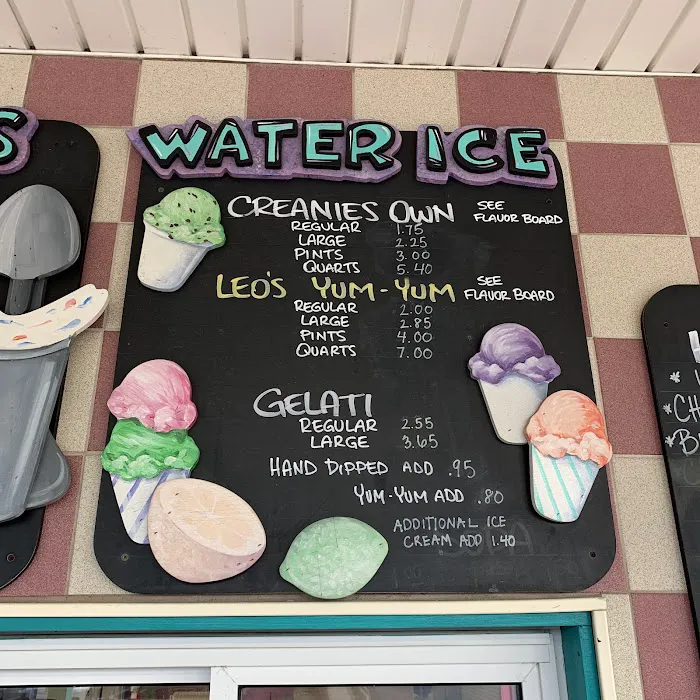 S
WATER ICE
CREANIES OWN SEE FLAVOR BOARD
REGULAR 1.75
LARGE 2.25
PINTS 3.00
QUARTS 5.40
LEO'S YUM-YUM SEE FLAVOR BOARD
REGULAR 2.00
LARGE 2.85
PINTS 4.00
QUARTS 7.00
GELATI
REGULAR 2.55
LARGE 3.65
HAND DIPPED ADD .95
YUM-YUM ADD .80
ADDITIONAL ICE
CREAM ADD 1.40